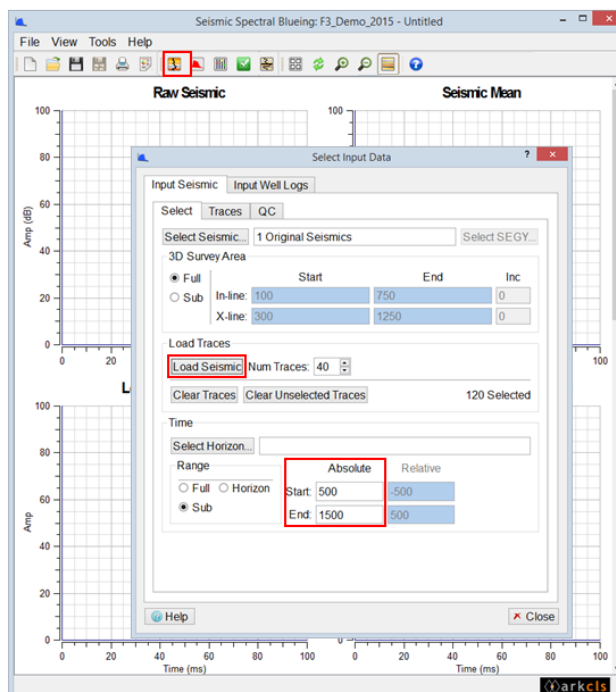 Seismic Spectral Blueing: F3_Demo_2015 - Untitled
File View Tools Help
Raw Seismic
Seismic Mean
100
80
60
40
20
0
Amp (dB)
0 20
100
100
Select Input Data
Input Seismic Input Well Logs
Select Traces QC
Select Seismic... 1 Original Seismics Select SEGY...
3D Survey Area
Full Start End Inc
Sub In-line: 100 750 0
X-line: 300 1250 0
Load Traces
Load Seismic Num Traces: 40
Clear Traces Clear Unselected Traces 120 Selected
Time
Select Horizon...
Range Absolute Relative
Full Horizon Start: 500 -500
Sub End: 1500 500
Help Close
L
100
80
60
40
20
0
Amp
0 20 40 60 80 100
Time (ms)
0
0 20 40 60 80 100
Time (ms)
arkcls